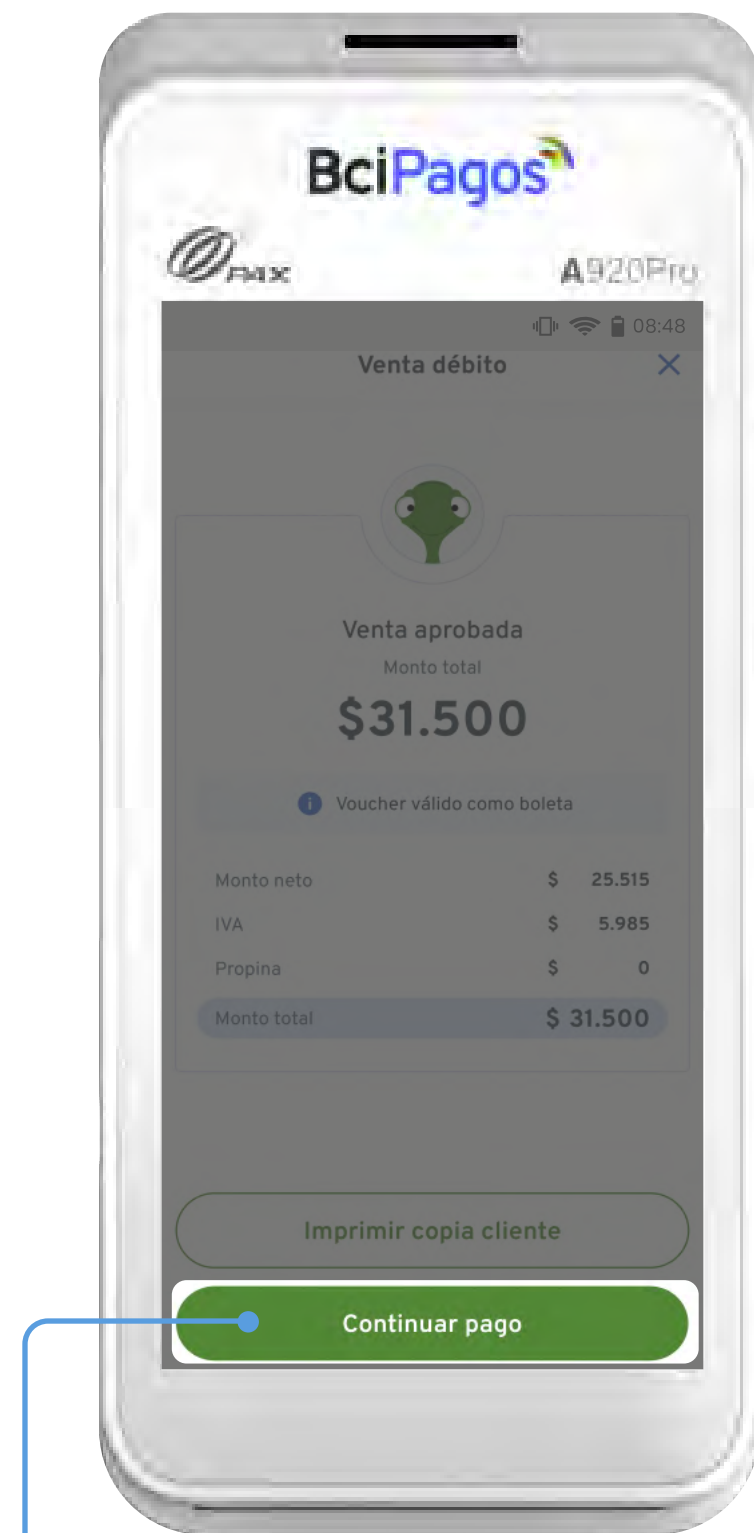 BciPagos
PAX
A920Pro
08:48
Venta débito
Venta aprobada
Monto total
$31.500
i Voucher válido como boleta
Monto neto $ 25.515
IVA $ 5.985
Propina $ 0
Monto total $ 31.500
Imprimir copia cliente
Continuar pago